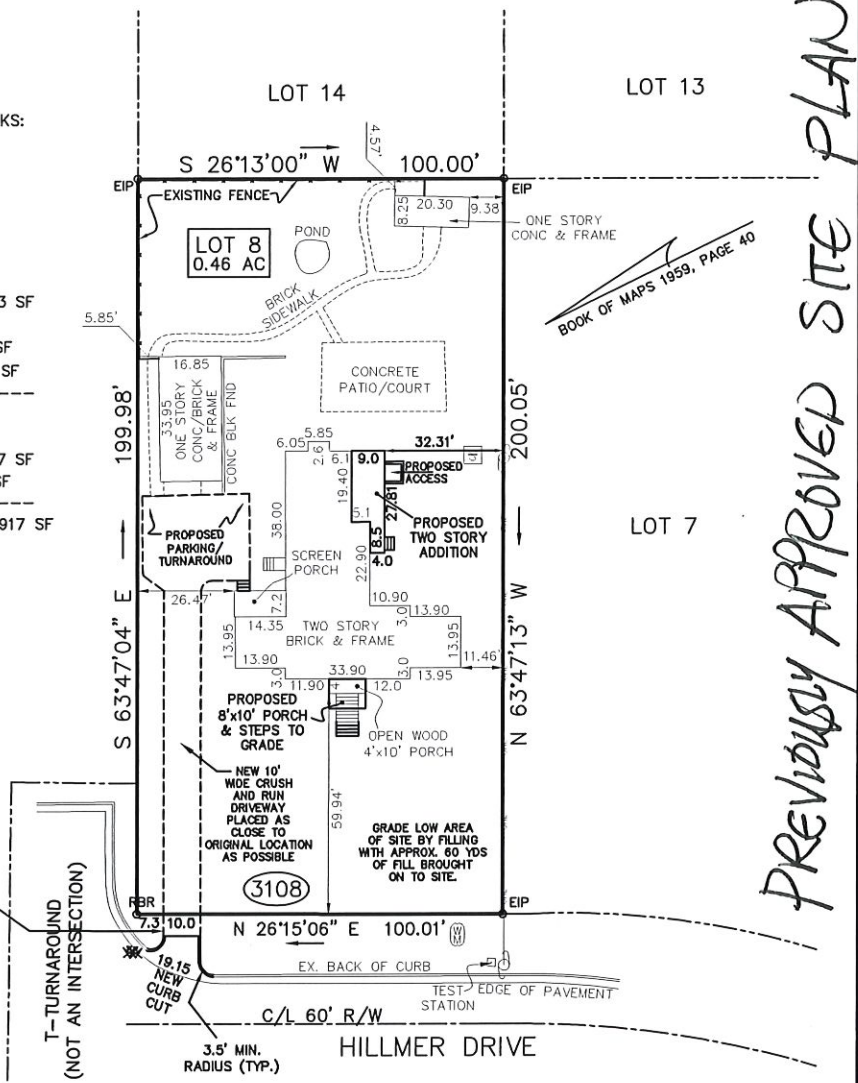 PREVIOUSLY APPROVED SITE PLAN
LOT 14
LOT 13
KS:
4.57'
S 26°13'00" W 100.00'
EIP
EIP
EXISTING FENCE
8.25
20.30
9.38
ONE STORY
CONC & FRAME
LOT 8
0.46 AC
POND
BRICK
SIDEWALK
BOOK OF MAPS 1959, PAGE 40
3 SF
SF
SF
7 SF
SF
917 SF
5.85'
16.85
33.95
ONE STORY
CONC/BRICK
& FRAME
CONC BLK FND
CONCRETE
PATIO/COURT
199.98'
200.05'
S 63°47'04" E
N 63°47'13" W
6.05
5.85
2.6
6.1
9.0
32.31'
19.40
PROPOSED
ACCESS
27.81
5.1
8.5
4.0
PROPOSED
TWO STORY
ADDITION
LOT 7
38.00
22.90
PROPOSED
PARKING/
TURNAROUND
SCREEN
PORCH
26.47'
7.2
14.35
10.90
3.0
13.90
TWO STORY
BRICK & FRAME
13.95
13.95
13.90
3.0
11.90
33.90
4
12.0
3.0
13.95
11.46'
PROPOSED
8'x10' PORCH
& STEPS TO
GRADE
OPEN WOOD
4'x10' PORCH
NEW 10'
WIDE CRUSH
AND RUN
DRIVEWAY
PLACED AS
CLOSE TO
ORIGINAL LOCATION
AS POSSIBLE
59.94'
GRADE LOW AREA
OF SITE BY FILLING
WITH APPROX. 60 YDS
OF FILL BROUGHT
ON TO SITE.
3108
RBR
EIP
7.3
10.0
N 26°15'06" E 100.01'
WM
T-TURNAROUND
(NOT AN INTERSECTION)
19.15
NEW
CURB
CUT
EX. BACK OF CURB
TEST
STATION
EDGE OF PAVEMENT
C/L 60' R/W
3.5' MIN.
RADIUS (TYP.)
HILLMER DRIVE